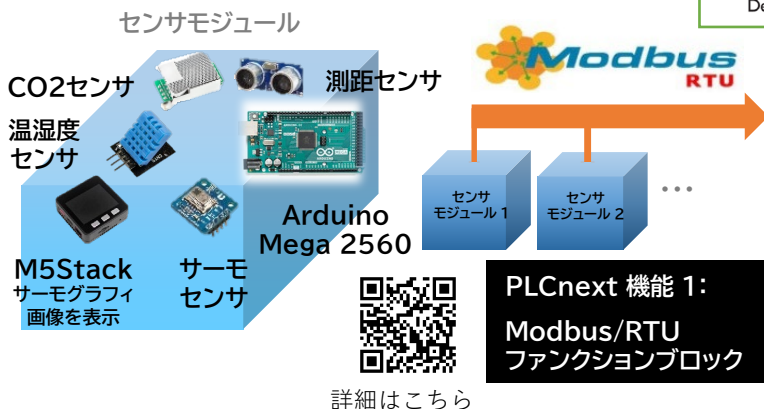 センサモジュール
De
CO2センサ
測距センサ
温湿度
センサ
Modbus
RTU
センサ
モジュール 1
センサ
モジュール 2
...
Arduino
Mega 2560
M5Stack
サーモグラフィ
画像を表示
サーモ
センサ
PLCnext 機能 1:
Modbus/RTU
ファンクションブロック
詳細はこちら